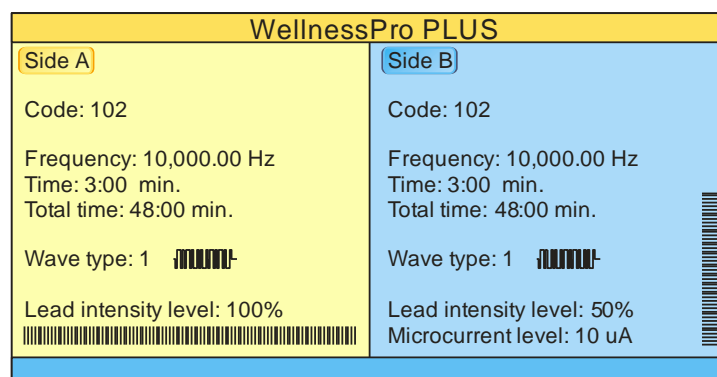 WellnessPro PLUS
Side A
Code: 102
Frequency: 10,000.00 Hz
Time: 3:00 min.
Total time: 48:00 min.
Wave type: 1
Lead intensity level: 100%
Side B
Code: 102
Frequency: 10,000.00 Hz
Time: 3:00 min.
Total time: 48:00 min.
Wave type: 1
Lead intensity level: 50%
Microcurrent level: 10 uA